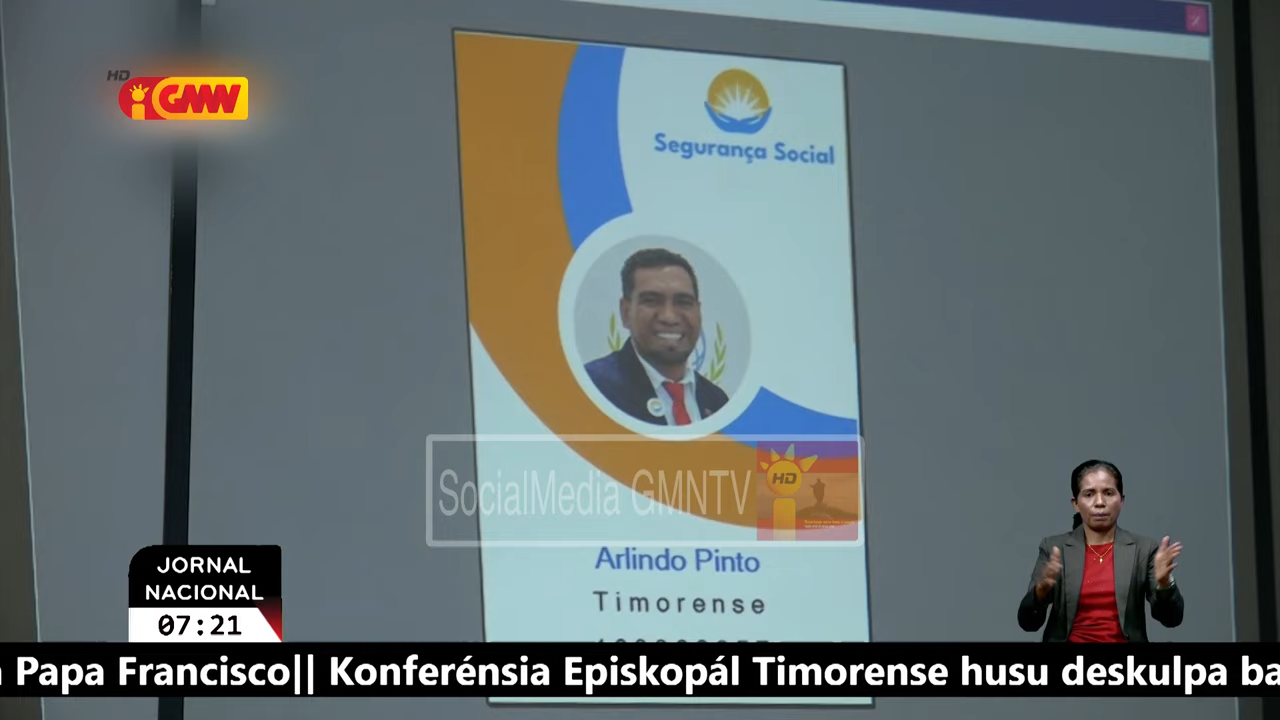 HD
GMN
Segurança Social
SocialMedia GMNTV
HD
Arlindo Pinto
Timorense
JORNAL
NACIONAL
07:21
Papa Francisco|| Konferénsia Episkopál Timorense husu deskulpa ba